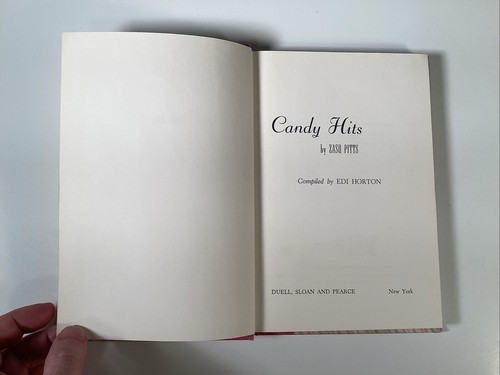 Candy Hits
by ZASU PITTS
Compiled by EDI HORTON
DUELL, SLOAN AND PEARCE New York